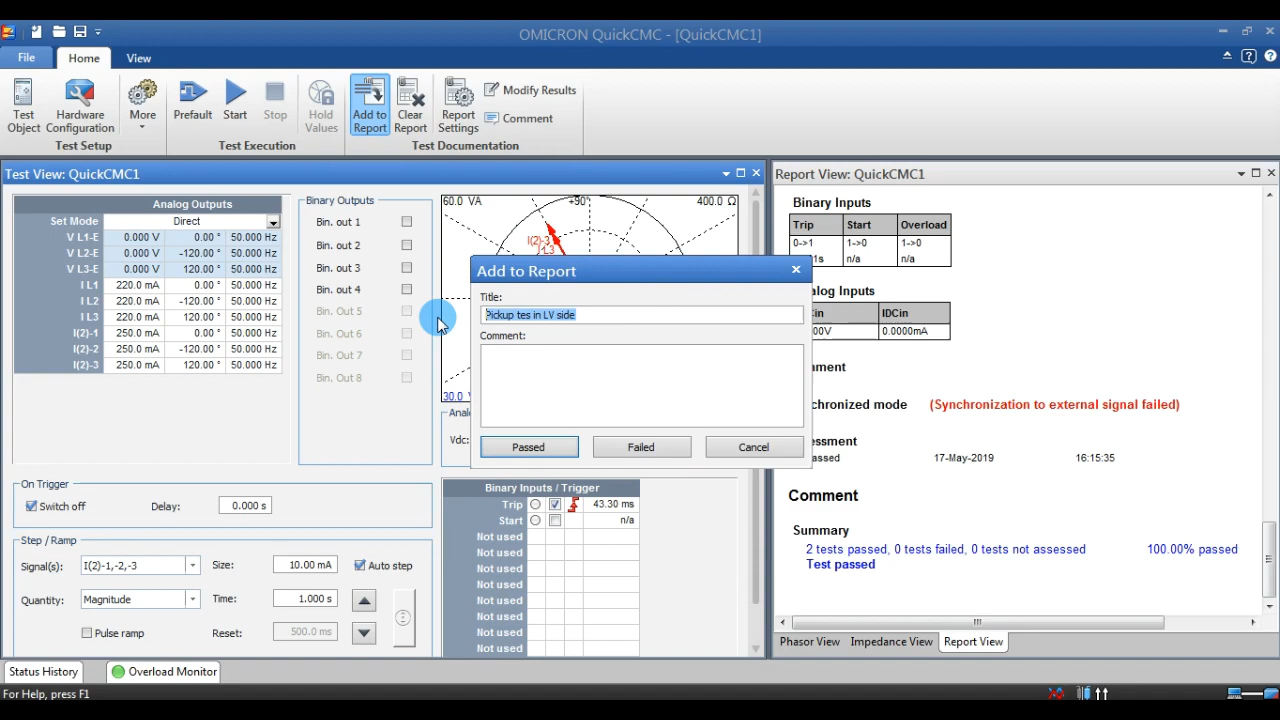 OMICRON QuickCMC - [QuickCMC1]
File
Home
View
Test Object
Hardware Configuration
More
Test Setup
Prefault
Start
Stop
Hold Values
Test Execution
Add to Report
Clear Report
Report Settings
Modify Results
Comment
Test Documentation
Test View: QuickCMC1
Analog Outputs
Set Mode Direct
V L1-E 0.000 V 0.00 ° 50.000 Hz
V L2-E 0.000 V -120.00 ° 50.000 Hz
V L3-E 0.000 V 120.00 ° 50.000 Hz
I L1 220.0 mA 0.00 ° 50.000 Hz
I L2 220.0 mA -120.00 ° 50.000 Hz
I L3 220.0 mA 120.00 ° 50.000 Hz
I(2)-1 250.0 mA 0.00 ° 50.000 Hz
I(2)-2 250.0 mA -120.00 ° 50.000 Hz
I(2)-3 250.0 mA 120.00 ° 50.000 Hz
Binary Outputs
Bin. out 1
Bin. out 2
Bin. out 3
Bin. out 4
Bin. Out 5
Bin. Out 6
Bin. Out 7
Bin. Out 8
60.0 VA +90° 400.0 Ω
I(2)-3
I L3
30.0
Vdc:
On Trigger
Switch off Delay: 0.000 s
Step / Ramp
Signal(s): I(2)-1,-2,-3 Size: 10.00 mA Auto step
Quantity: Magnitude Time: 1.000 s
Pulse ramp Reset: 500.0 ms
Binary Inputs / Trigger
Trip 43.30 ms
Start n/a
Not used
Not used
Not used
Not used
Not used
Not used
Not used
Not used
Add to Report
Title:
Pickup tes in LV side
Comment:
Passed
Failed
Cancel
Report View: QuickCMC1
Binary Inputs
Trip Start Overload
0->1 1->0 1->0
n/a n/a
IDCin
0.0000mA
(Synchronization to external signal failed)
17-May-2019 16:15:35
Comment
Summary
2 tests passed, 0 tests failed, 0 tests not assessed 100.00% passed
Test passed
Phasor View
Impedance View
Report View
Status History
Overload Monitor
For Help, press F1